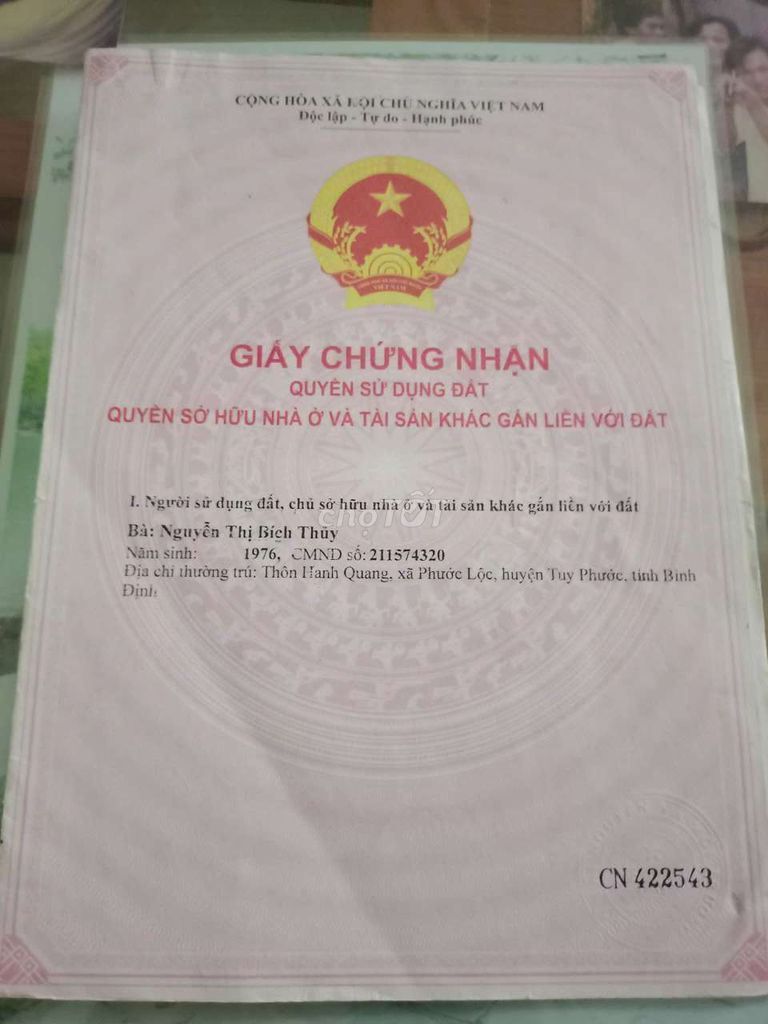 CỘNG HÒA XÃ HỘI CHỦ NGHĨA VIỆT NAM
Độc lập - Tự do - Hạnh phúc
VIỆT NAM
GIẤY CHỨNG NHẬN
QUYỀN SỬ DỤNG ĐẤT
QUYỀN SỞ HỮU NHÀ Ở VÀ TÀI SẢN KHÁC GẮN LIỀN VỚI ĐẤT
I. Người sử dụng đất, chủ sở hữu nhà ở và tài sản khác gắn liền với đất
chợTỐT
Bà: Nguyễn Thị Bích Thủy
Năm sinh: 1976, CMND số: 211574320
Địa chỉ thường trú: Thôn Hanh Quang, xã Phước Lộc, huyện Tuy Phước, tỉnh Bình
Định
CN 422543